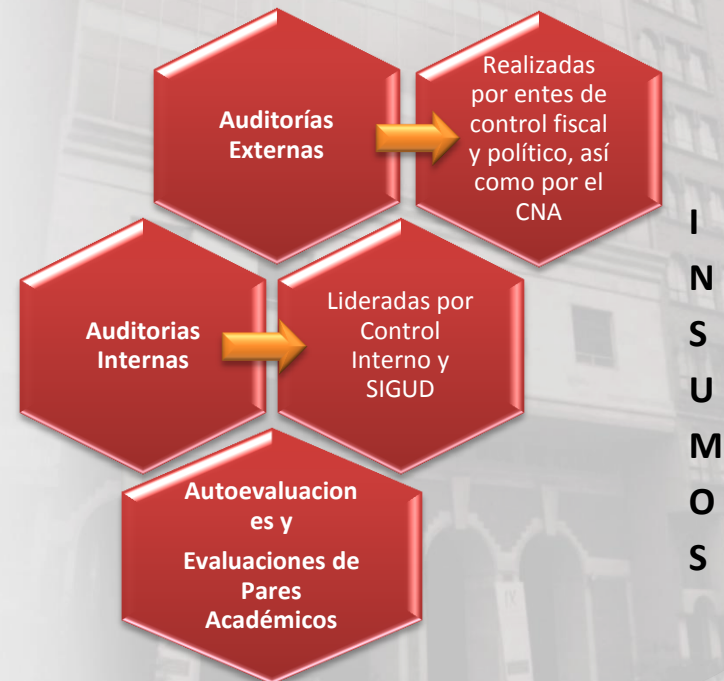 Auditorías
Externas
Realizadas
por entes de
control fiscal
y político, así
como por el
CNA
Auditorias
Internas
Lideradas por
Control
Interno y
SIGUD
Autoevaluacion
es y
Evaluaciones de
Pares
Académicos
I
N
S
U
M
O
S